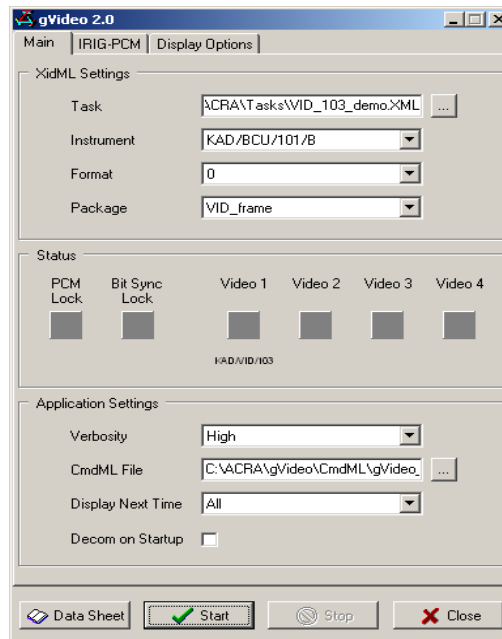 gVideo 2.0
Main IRIG-PCM Display Options
XidML Settings
Task \CRA\Tasks\VID_103_demo.XML ...
Instrument KAD/BCU/101/B
Format 0
Package VID_frame
Status
PCM Lock Bit Sync Lock Video 1 Video 2 Video 3 Video 4
KAD/VID/103
Application Settings
Verbosity High
CmdML File C:\ACRA\gVideo\CmdML\gVideo_ ...
Display Next Time All
Decom on Startup
Data Sheet Start Stop Close